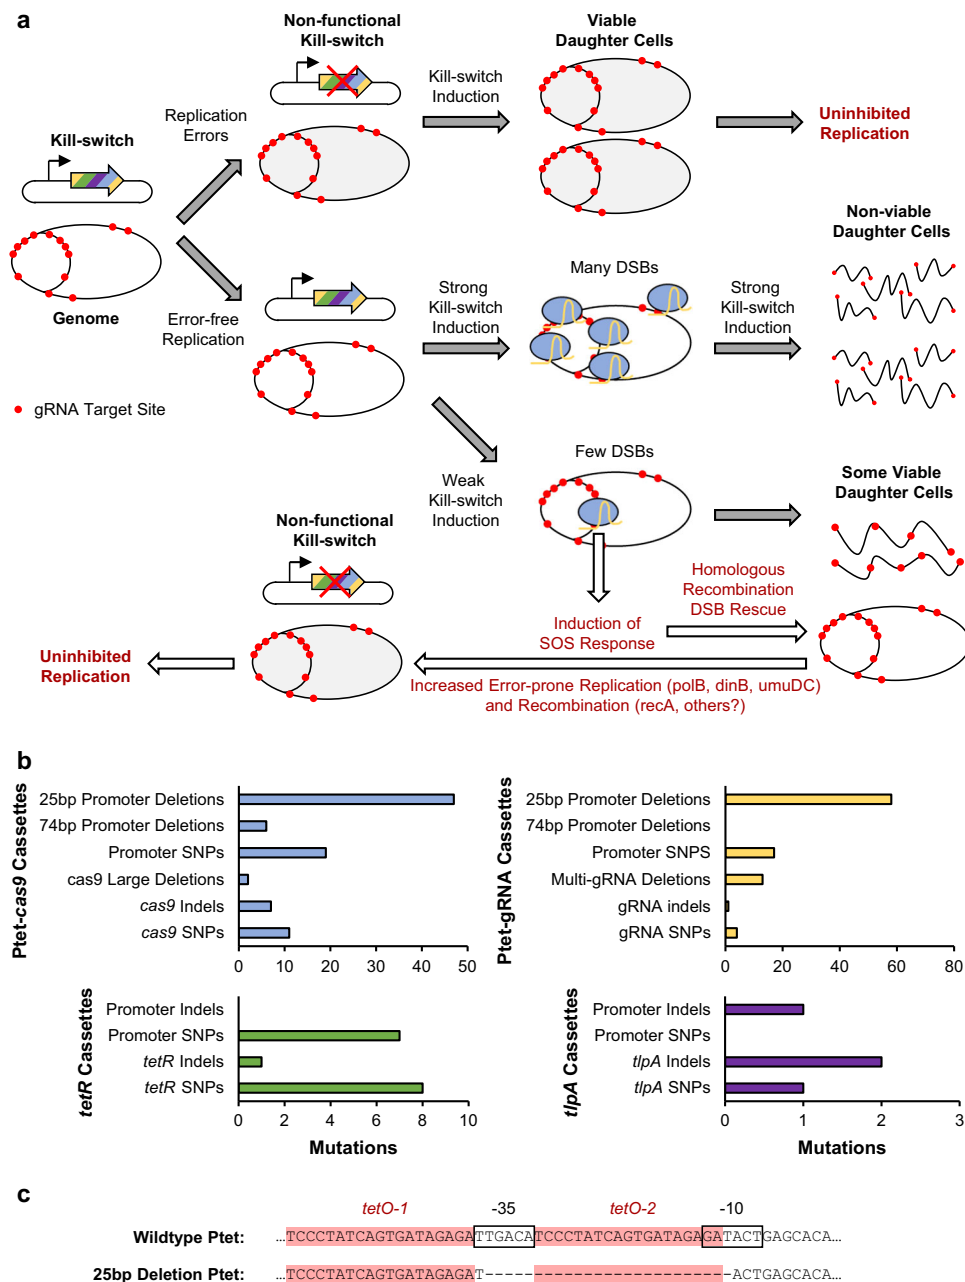 a
Non-functional
Kill-switch
Viable
Daughter Cells
Kill-switch
Induction
Replication
Errors
Uninhibited
Replication
Kill-switch
Non-viable
Daughter Cells
Many DSBs
Strong
Kill-switch
Induction
Strong
Kill-switch
Induction
Genome
Error-free
Replication
gRNA Target Site
Few DSBs
Weak
Kill-switch
Induction
Some Viable
Daughter Cells
Non-functional
Kill-switch
Homologous
Recombination
DSB Rescue
Induction of
SOS Response
Uninhibited
Replication
Increased Error-prone Replication (polB, dinB, umuDC)
and Recombination (recA, others?)
b
Ptet-cas9 Cassettes
25bp Promoter Deletions
74bp Promoter Deletions
Promoter SNPs
cas9 Large Deletions
cas9 Indels
cas9 SNPs
0 10 20 30 40 50
Ptet-gRNA Cassettes
25bp Promoter Deletions
74bp Promoter Deletions
Promoter SNPS
Multi-gRNA Deletions
gRNA indels
gRNA SNPs
0 20 40 60 80
tetR Cassettes
Promoter Indels
Promoter SNPs
tetR Indels
tetR SNPs
0 2 4 6 8 10
Mutations
tlpA Cassettes
Promoter Indels
Promoter SNPs
tlpA Indels
tlpA SNPs
0 1 2 3
Mutations
c
tetO-1 -35 tetO-2 -10
Wildtype Ptet: ...TCCCTATCAGTGATAGAGATTGACATCCCTATCAGTGATAGAGATACTGAGCACA...
25bp Deletion Ptet: ...TCCCTATCAGTGATAGAGAT-------------------------ACTGAGCACA...